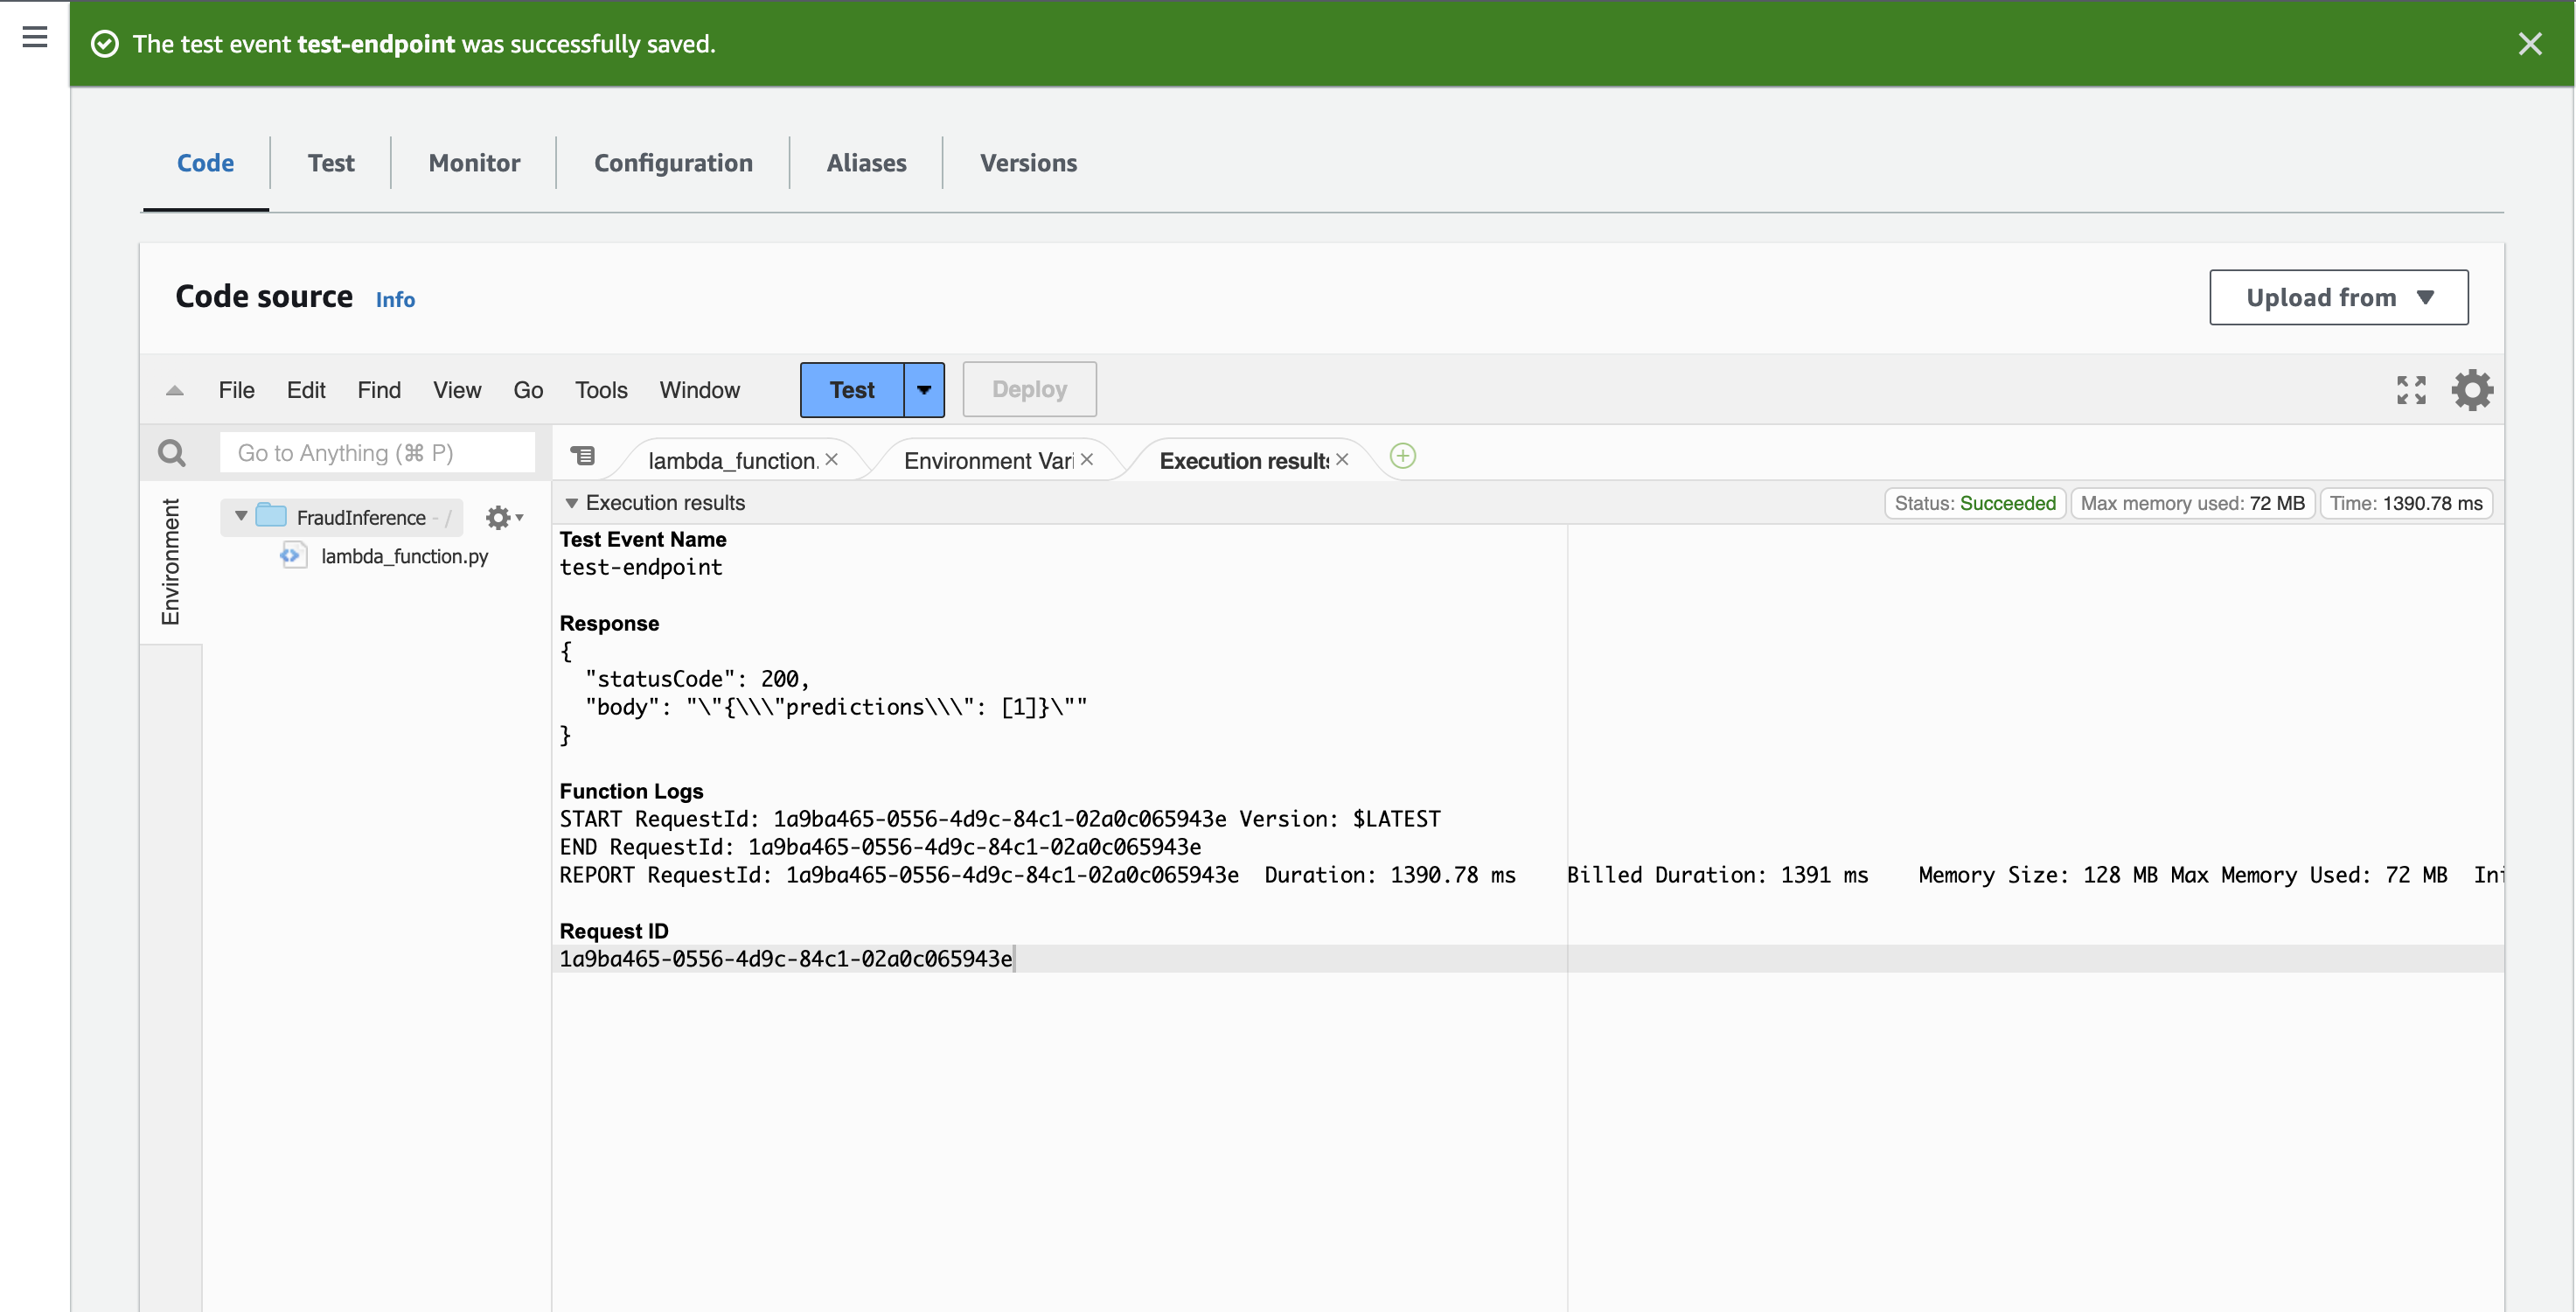 The test event test-endpoint was successfully saved.
Code Test Monitor Configuration Aliases Versions
Code source Info
Upload from
File Edit Find View Go Tools Window Test Deploy
Go to Anything (⌘ P)
lambda_function. Environment Vari Execution results
Execution results
Status: Succeeded Max memory used: 72 MB Time: 1390.78 ms
Environment
FraudInference - /
lambda_function.py
Test Event Name
test-endpoint
Response
{
"statusCode": 200,
"body": "\"{\\\"predictions\\\": [1]}\""
}
Function Logs
START RequestId: 1a9ba465-0556-4d9c-84c1-02a0c065943e Version: $LATEST
END RequestId: 1a9ba465-0556-4d9c-84c1-02a0c065943e
REPORT RequestId: 1a9ba465-0556-4d9c-84c1-02a0c065943e Duration: 1390.78 ms Billed Duration: 1391 ms Memory Size: 128 MB Max Memory Used: 72 MB Ini
Request ID
1a9ba465-0556-4d9c-84c1-02a0c065943e